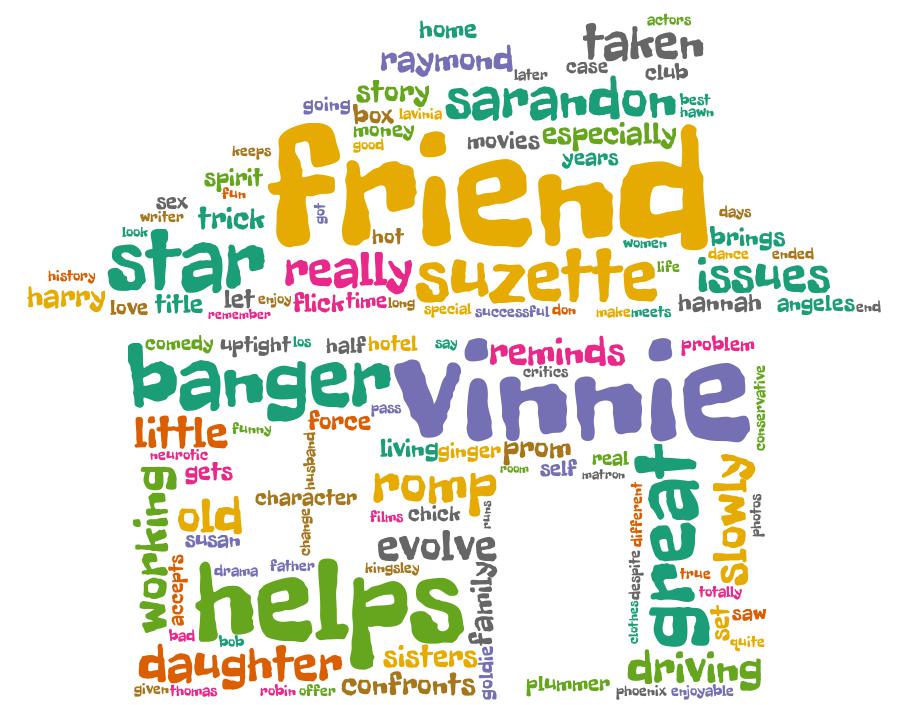 actors
home
taken
raymond
later case club
story
sarandon best
going box lavinia hawn
money movies especially
good
keeps friend years
spirit
fun
sex
writer trick got days
look hot women brings
star dance ended
really suzette life issues
history
harry love title let enjoy flick time long special successful don make meets hannah angeles end
remember
comedy uptight los half hotel say reminds problem
critics
banger vinnie conservative
pass
little funny force
neurotic husband living ginger prom real
gets room self matron
working character romp great slowly
old films chick runs different photos
susan change
evolve
drama father kingsley despite
accepts helps family true
totally
clothes set saw
bad bob quite
daughter sisters goldie driving
given thomas robin offer confronts plummer phoenix enjoyable